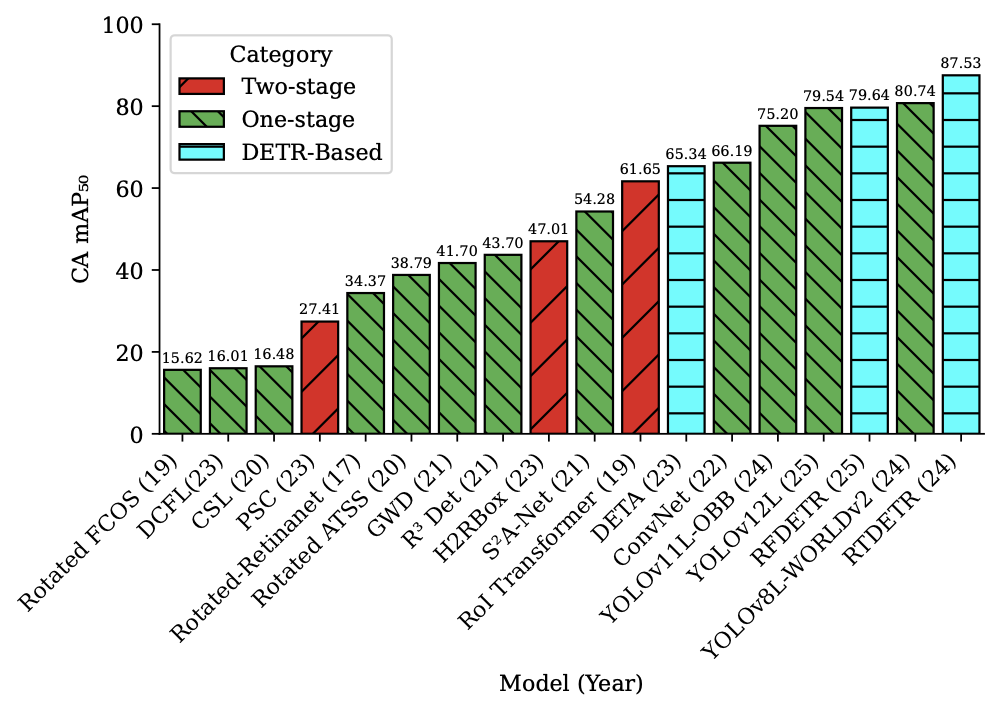 100
80
60
40
20
0
CA mAP₅₀
Category
Two-stage
One-stage
DETR-Based
15.62
16.01
16.48
27.41
34.37
38.79
41.70
43.70
47.01
54.28
61.65
65.34
66.19
75.20
79.54
79.64
80.74
87.53
Rotated FCOS (19)
DCFL(23)
CSL (20)
PSC (23)
Rotated-Retinanet (17)
Rotated ATSS (20)
GWD (21)
R³ Det (21)
H2RBox (23)
S²A-Net (21)
RoI Transformer (19)
DETA (23)
ConvNet (22)
YOLOv11L-OBB (24)
YOLOv12L (25)
RFDETR (25)
YOLOv8L-WORLDv2 (24)
RTDETR (24)
Model (Year)